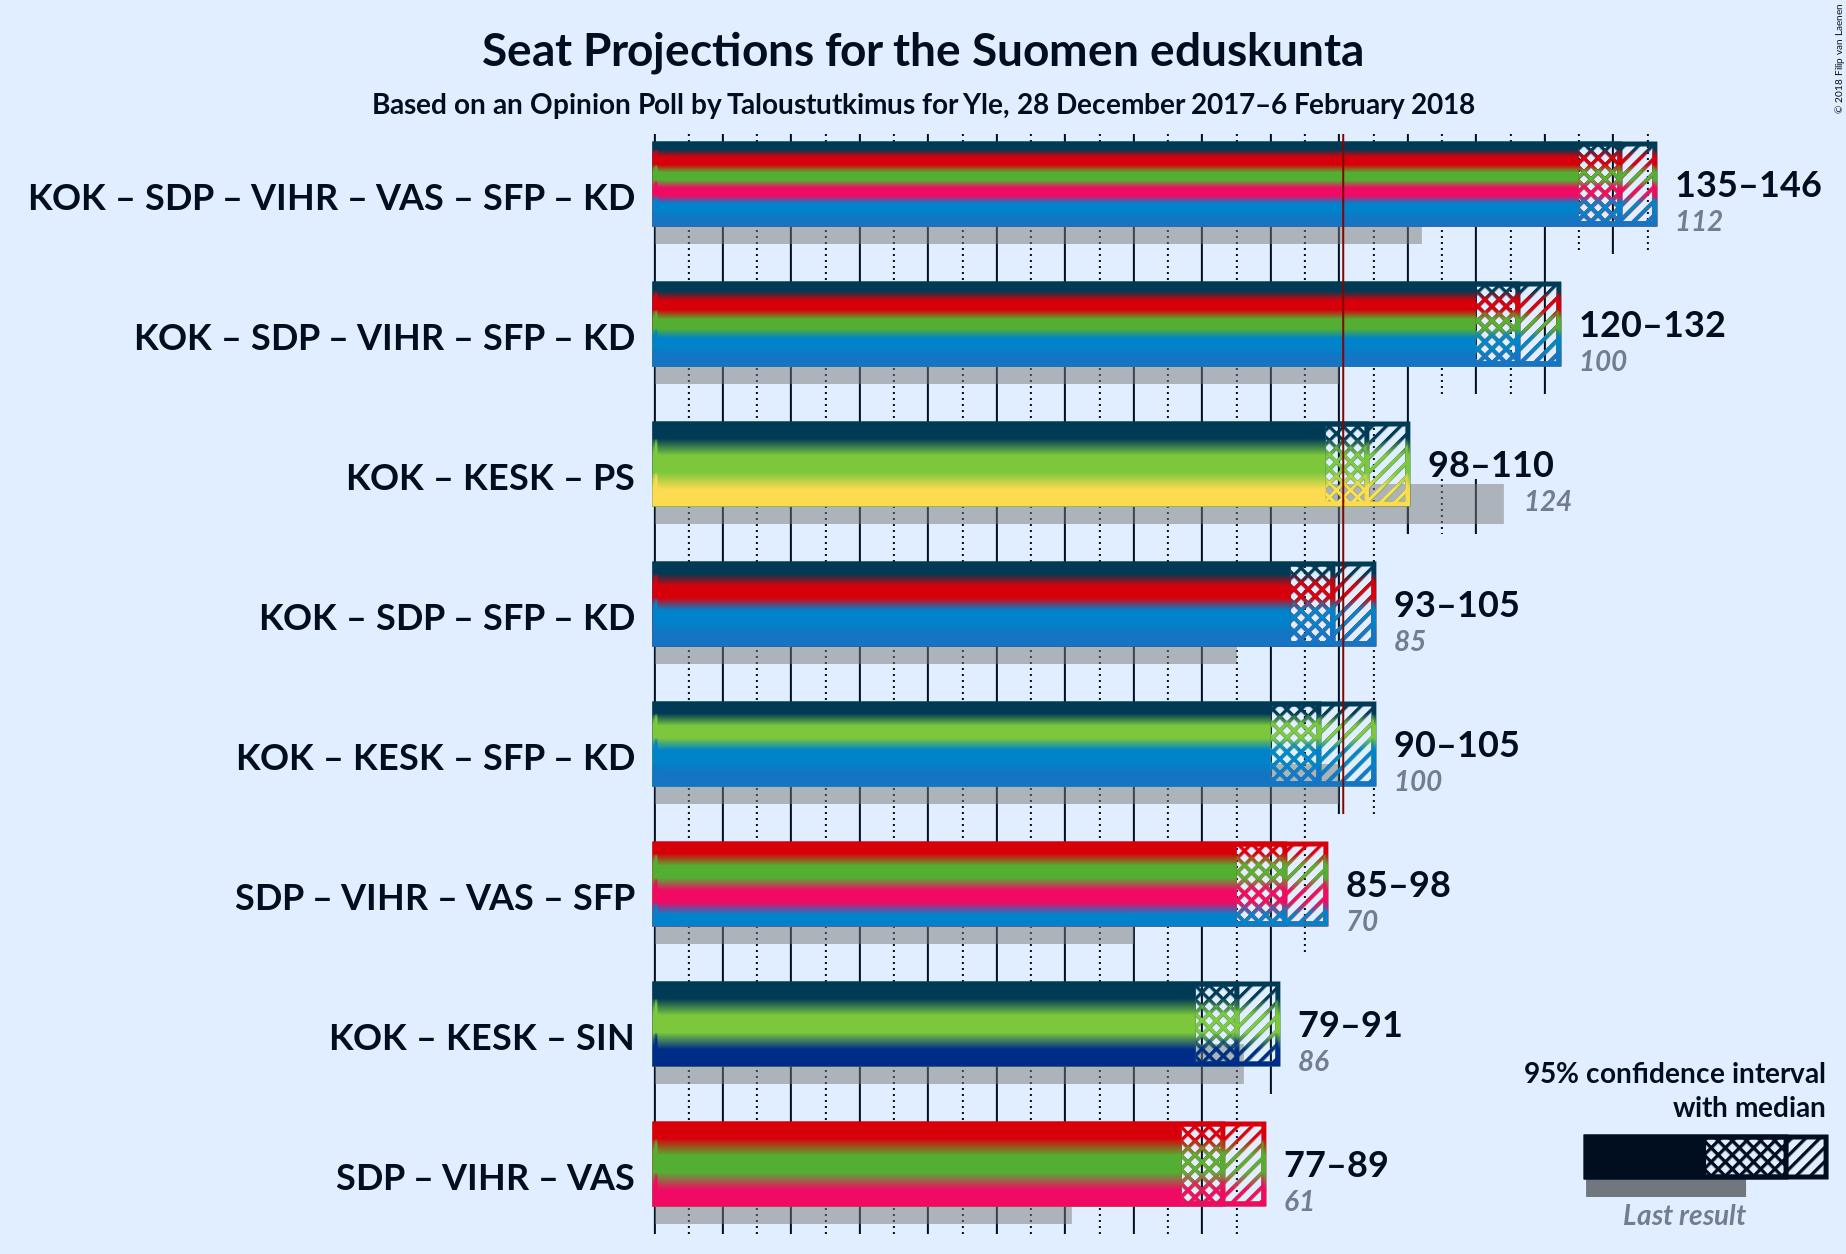 Seat Projections for the Suomen eduskunta
Based on an Opinion Poll by Taloustutkimus for Yle, 28 December 2017–6 February 2018
© 2018 Filip van Laenen
KOK – SDP – VIHR – VAS – SFP – KD
135–146
112
KOK – SDP – VIHR – SFP – KD
120–132
100
KOK – KESK – PS
98–110
124
KOK – SDP – SFP – KD
93–105
85
KOK – KESK – SFP – KD
90–105
100
SDP – VIHR – VAS – SFP
85–98
70
KOK – KESK – SIN
79–91
86
SDP – VIHR – VAS
77–89
61
95% confidence interval
with median
Last result